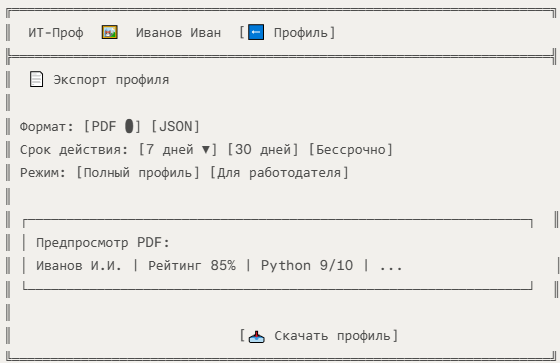 ИТ-Проф 🖼️ Иванов Иван [⬅️ Профиль]
📄 Экспорт профиля
Формат: [PDF ⬮] [JSON]
Срок действия: [7 дней ▼] [30 дней] [Бессрочно]
Режим: [Полный профиль] [Для работодателя]
Предпросмотр PDF:
Иванов И.И. | Рейтинг 85% | Python 9/10 | ...
[📥 Скачать профиль]